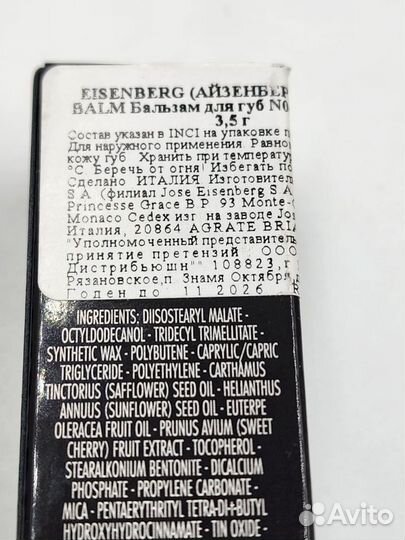 EISENBERG (АЙЗЕНБЕР
BALM Бальзам для губ N0
3,5 г
Состав указан в INCI на упаковке п
Для наружного применения Равно
кожу губ Хранить при температур
°С Беречь от огня! Избегать по
Сделано ИТАЛИЯ Изготовитель
S A (филиал Jose Eisenberg S A
Princesse Grace B P 93 Monte-
Monaco Cedex изг на заводе Jos
Италия, 20864 AGRATE BRIA
"Уполномоченный представитель
принятие претензий ООО
Дистрибьюшн"" 108823, г
Рязановское,п Знамя Октября, д
Годен до 11 2026
INGREDIENTS: DIISOSTEARYL MALATE -
OCTYLDODECANOL - TRIDECYL TRIMELLITATE -
SYNTHETIC WAX - POLYBUTENE - CAPRYLIC/CAPRIC
TRIGLYCERIDE - POLYETHYLENE - CARTHAMUS
TINCTORIUS (SAFFLOWER) SEED OIL - HELIANTHUS
ANNUUS (SUNFLOWER) SEED OIL - EUTERPE
OLERACEA FRUIT OIL - PRUNUS AVIUM (SWEET
CHERRY) FRUIT EXTRACT - TOCOPHEROL -
STEARALKONIUM BENTONITE - DICALCIUM
PHOSPHATE - PROPYLENE CARBONATE -
MICA - PENTAERYTHRITYL TETRA-DI-t-BUTYL
HYDROXYHYDROCINNAMATE - TIN OXIDE -
Avito